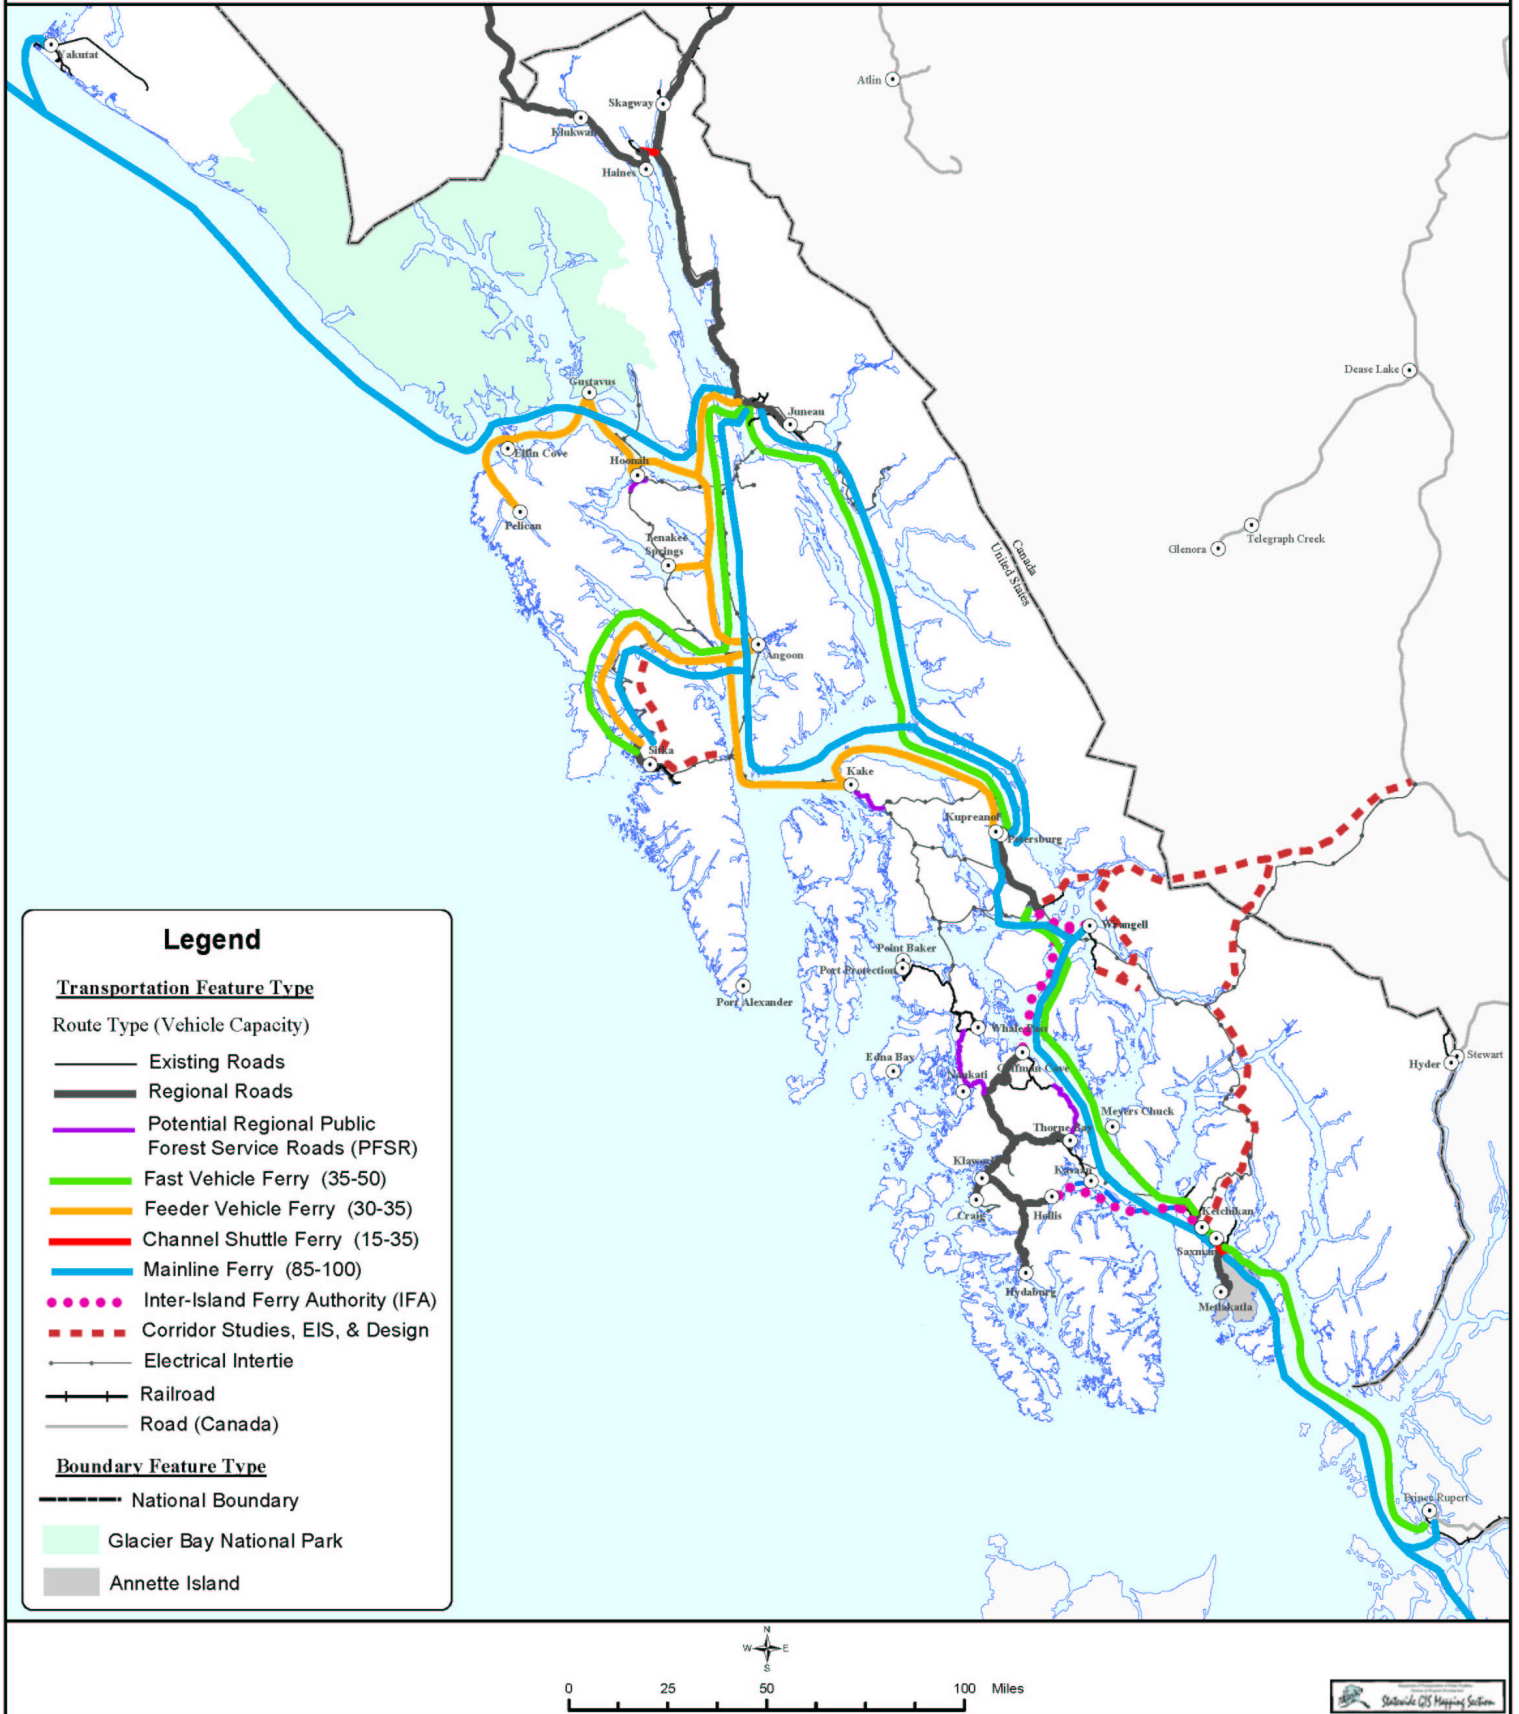 Yakutat
Atlin
Skagway
Klukwan
Haines
Dease Lake
Gustavus
Juneau
Elfin Cove
Hoonah
Pelican
Telegraph Creek
Glenora
Canada
United States
Tenakee
Springs
Angoon
Sitka
Kake
Kupreanof
Petersburg
Wrangell
Point Baker
Port Protection
Port Alexander
Whale Pass
Edna Bay
Coffman Cove
Naukati
Hyder
Stewart
Meyers Chuck
Thorne Bay
Klawock
Kasaan
Craig
Hollis
Ketchikan
Saxman
Hydaburg
Metlakatla
Prince Rupert
Legend
Transportation Feature Type
Route Type (Vehicle Capacity)
Existing Roads
Regional Roads
Potential Regional Public
Forest Service Roads (PFSR)
Fast Vehicle Ferry (35-50)
Feeder Vehicle Ferry (30-35)
Channel Shuttle Ferry (15-35)
Mainline Ferry (85-100)
Inter-Island Ferry Authority (IFA)
Corridor Studies, EIS, & Design
Electrical Intertie
Railroad
Road (Canada)
Boundary Feature Type
National Boundary
Glacier Bay National Park
Annette Island
N
W E
S
0 25 50 100 Miles
Statewide GIS Mapping Section